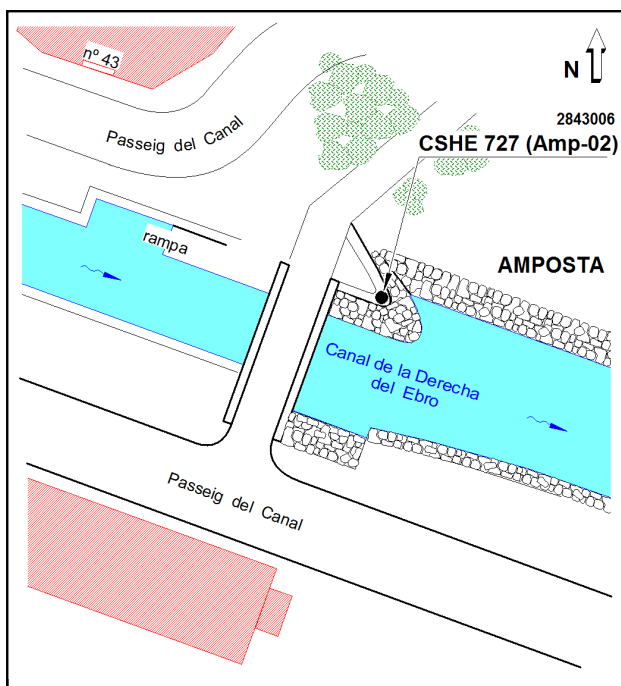 nº 43
N
Passeig del Canal
2843006
CSHE 727 (Amp-02)
rampa
AMPOSTA
Canal de la Derecha
del Ebro
Passeig del Canal